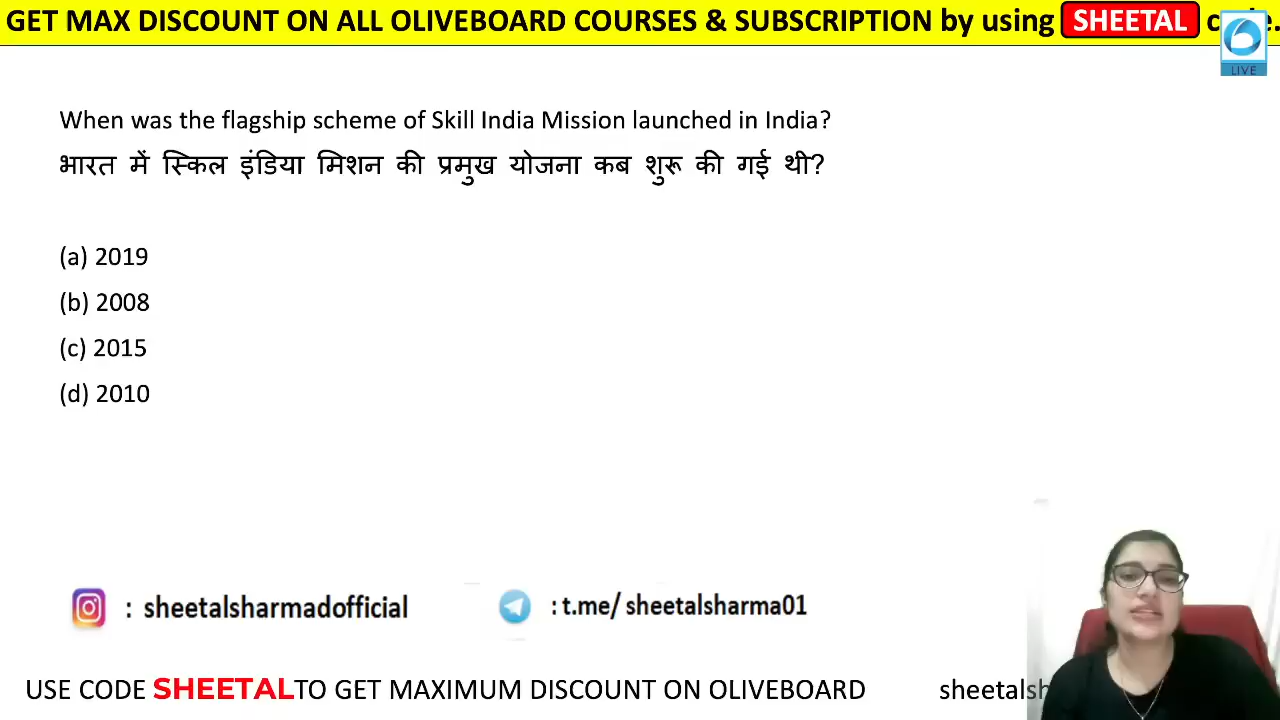 GET MAX DISCOUNT ON ALL OLIVEBOARD COURSES & SUBSCRIPTION by using SHEETAL code.
LIVE
When was the flagship scheme of Skill India Mission launched in India?
भारत में स्किल इंडिया मिशन की प्रमुख योजना कब शुरू की गई थी?
(a) 2019
(b) 2008
(c) 2015
(d) 2010
: sheetalsharmadofficial
: t.me/ sheetalsharma01
USE CODE SHEETAL TO GET MAXIMUM DISCOUNT ON OLIVEBOARD